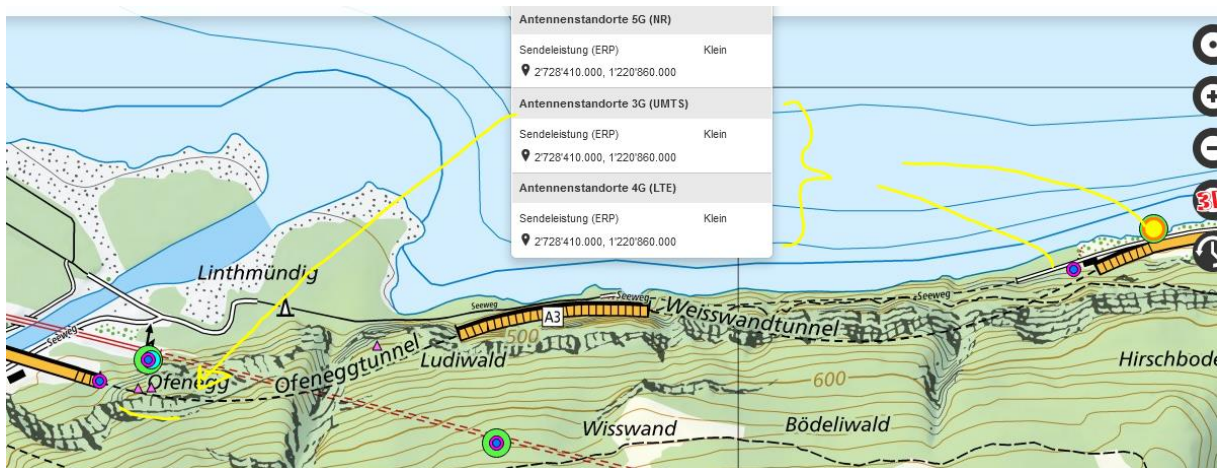 Antennenstandorte 5G (NR)
Sendeleistung (ERP) Klein
2'728'410.000, 1'220'860.000
Antennenstandorte 3G (UMTS)
Sendeleistung (ERP) Klein
2'728'410.000, 1'220'860.000
Antennenstandorte 4G (LTE)
Sendeleistung (ERP) Klein
2'728'410.000, 1'220'860.000
3D
Linthmündig
Seeweg
Seeweg
Seeweg
Seeweg
A3
Weisswandtunnel
500
Ludiwald
Ofeneggtunnel
Ofenegg
600
Hirschbode
Wisswand
Bödeliwald